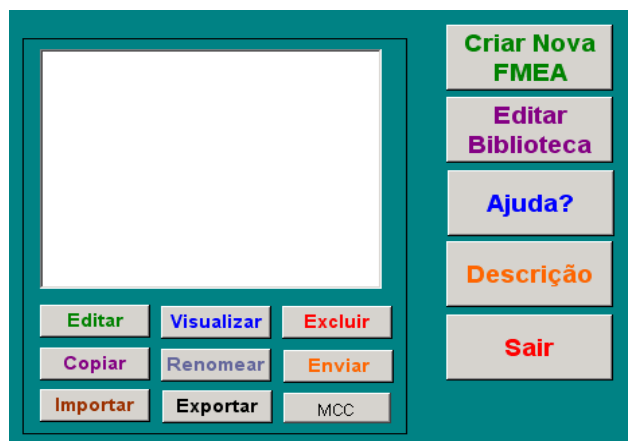 Criar Nova
FMEA
Editar
Biblioteca
Ajuda?
Descrição
Sair
Editar
Visualizar
Excluir
Copiar
Renomear
Enviar
Importar
Exportar
MCC